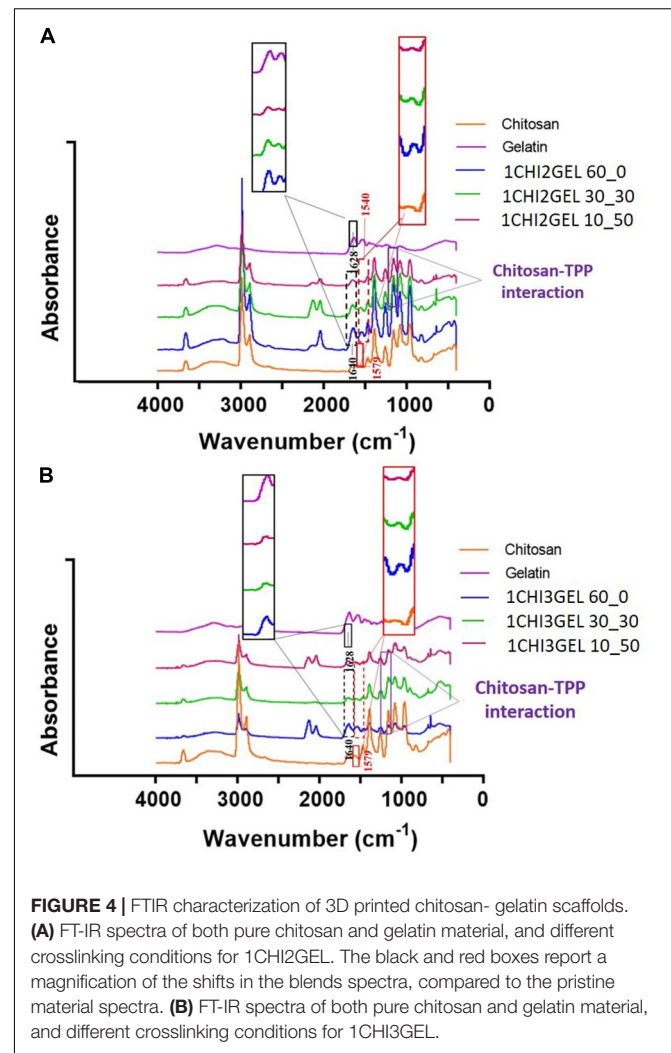 A
Chitosan
Gelatin
1CHI2GEL 60_0
1CHI2GEL 30_30
1CHI2GEL 10_50
Absorbance
1540
1628
1640
1579
Chitosan-TPP
interaction
4000 3000 2000 1000 0
Wavenumber (cm-1)
B
Chitosan
Gelatin
1CHI3GEL 60_0
1CHI3GEL 30_30
1CHI3GEL 10_50
Absorbance
1628
1640
1579
Chitosan-TPP
interaction
4000 3000 2000 1000 0
Wavenumber (cm-1)
FIGURE 4 | FTIR characterization of 3D printed chitosan- gelatin scaffolds.
(A) FT-IR spectra of both pure chitosan and gelatin material, and different
crosslinking conditions for 1CHI2GEL. The black and red boxes report a
magnification of the shifts in the blends spectra, compared to the pristine
material spectra. (B) FT-IR spectra of both pure chitosan and gelatin material,
and different crosslinking conditions for 1CHI3GEL.